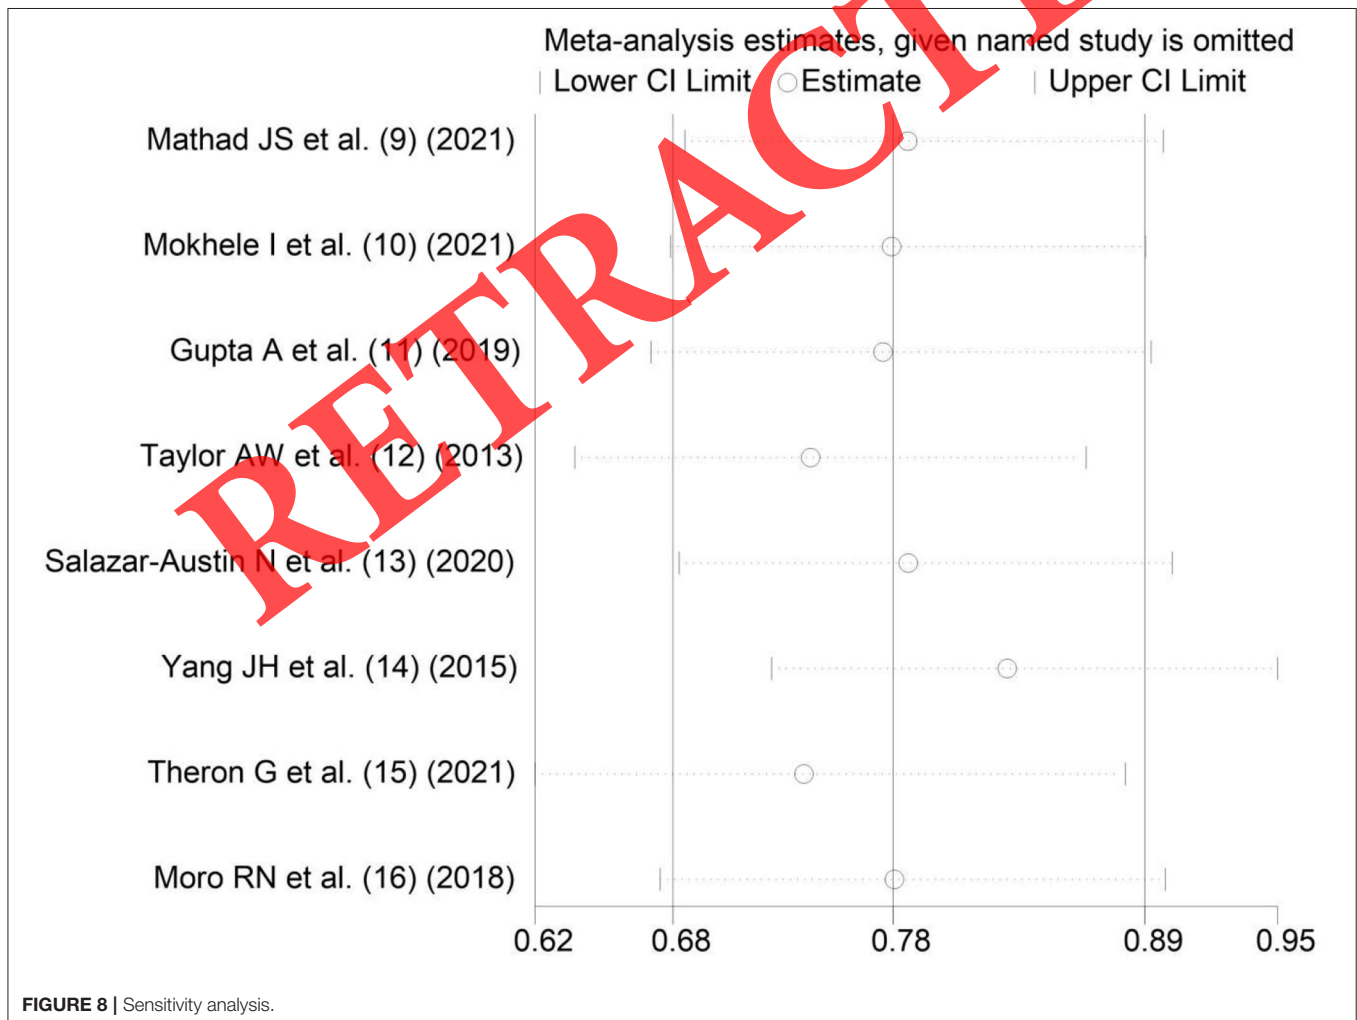 Meta-analysis estimates, given named study is omitted
| Lower CI Limit ○ Estimate | Upper CI Limit
Mathad JS et al. (9) (2021)
Mokhele I et al. (10) (2021)
Gupta A et al. (11) (2019)
Taylor AW et al. (12) (2013)
Salazar-Austin N et al. (13) (2020)
Yang JH et al. (14) (2015)
Theron G et al. (15) (2021)
Moro RN et al. (16) (2018)
0.62 0.68 0.78 0.89 0.95
FIGURE 8 | Sensitivity analysis.
RETRACT